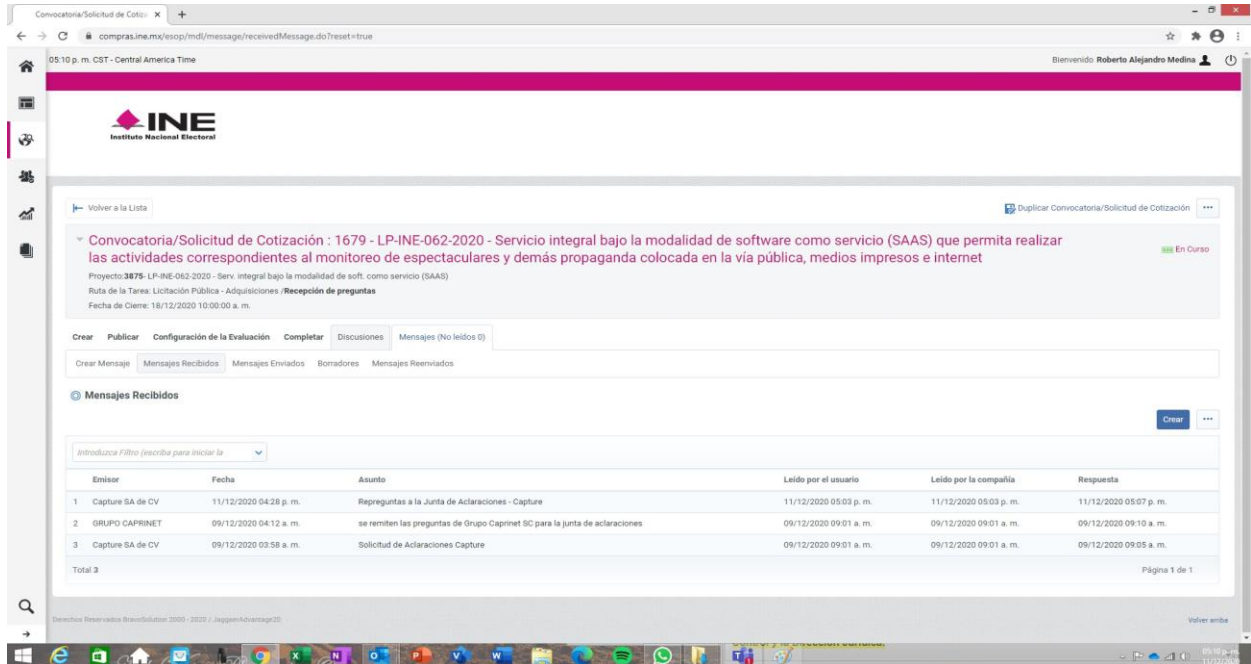 Convocatoria/Solicitud de Cotiza
compras.ine.mx/esop/mdl/message/receivedMessage.do?reset=true
05:10 p. m. CST - Central America Time
Bienvenido Roberto Alejandro Medina
INE
Instituto Nacional Electoral
Volver a la Lista
Duplicar Convocatoria/Solicitud de Cotización
Convocatoria/Solicitud de Cotización : 1679 - LP-INE-062-2020 - Servicio integral bajo la modalidad de software como servicio (SAAS) que permita realizar
las actividades correspondientes al monitoreo de espectaculares y demás propaganda colocada en la vía pública, medios impresos e internet
En Curso
Proyecto:3875- LP-INE-062-2020 - Serv. integral bajo la modalidad de soft. como servicio (SAAS)
Ruta de la Tarea: Licitación Pública - Adquisiciones /Recepción de preguntas
Fecha de Cierre: 18/12/2020 10:00:00 a. m.
Crear Publicar Configuración de la Evaluación Completar Discusiones Mensajes (No leídos 0)
Crear Mensaje Mensajes Recibidos Mensajes Enviados Borradores Mensajes Reenviados
Mensajes Recibidos
Crear
Introduzca Filtro (escriba para iniciar la
Emisor Fecha Asunto Leído por el usuario Leído por la compañía Respuesta
1 Capture SA de CV 11/12/2020 04:28 p. m. Repreguntas a la Junta de Aclaraciones - Capture 11/12/2020 05:03 p. m. 11/12/2020 05:03 p. m. 11/12/2020 05:07 p. m.
2 GRUPO CAPRINET 09/12/2020 04:12 a. m. se remiten las preguntas de Grupo Caprinet SC para la junta de aclaraciones 09/12/2020 09:01 a. m. 09/12/2020 09:01 a. m. 09/12/2020 09:10 a. m.
3 Capture SA de CV 09/12/2020 03:58 a. m. Solicitud de Aclaraciones Capture 09/12/2020 09:01 a. m. 09/12/2020 09:01 a. m. 09/12/2020 09:05 a. m.
Total 3
Página 1 de 1
Derechos Reservados BravoSolution 2000 - 2020 / JaggaerAdvantage20
Volver arriba
05:10 p. m.